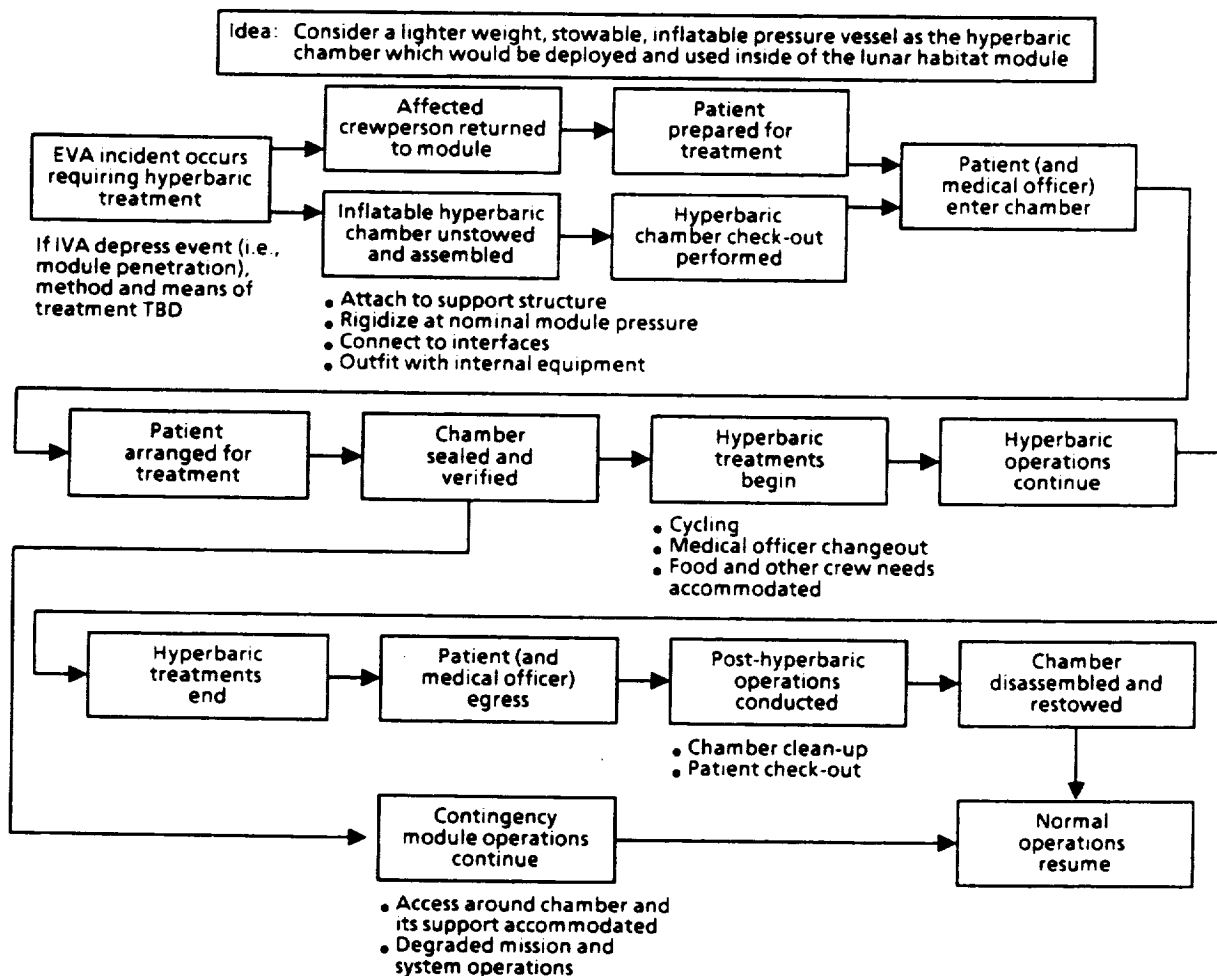 Idea: Consider a lighter weight, stowable, inflatable pressure vessel as the hyperbaric
chamber which would be deployed and used inside of the lunar habitat module
EVA incident occurs
requiring hyperbaric
treatment
If IVA depress event (i.e.,
module penetration),
method and means of
treatment TBD
Affected
crewperson returned
to module
Patient
prepared for
treatment
Inflatable hyperbaric
chamber unstowed
and assembled
• Attach to support structure
• Rigidize at nominal module pressure
• Connect to interfaces
• Outfit with internal equipment
Hyperbaric
chamber check-out
performed
Patient (and
medical officer)
enter chamber
Patient
arranged for
treatment
Chamber
sealed and
verified
Hyperbaric
treatments
begin
• Cycling
• Medical officer changeout
• Food and other crew needs
accommodated
Hyperbaric
operations
continue
Hyperbaric
treatments
end
Patient (and
medical officer)
egress
Post-hyperbaric
operations
conducted
• Chamber clean-up
• Patient check-out
Chamber
disassembled and
restowed
Contingency
module operations
continue
• Access around chamber and
its support accommodated
• Degraded mission and
system operations
Normal
operations
resume